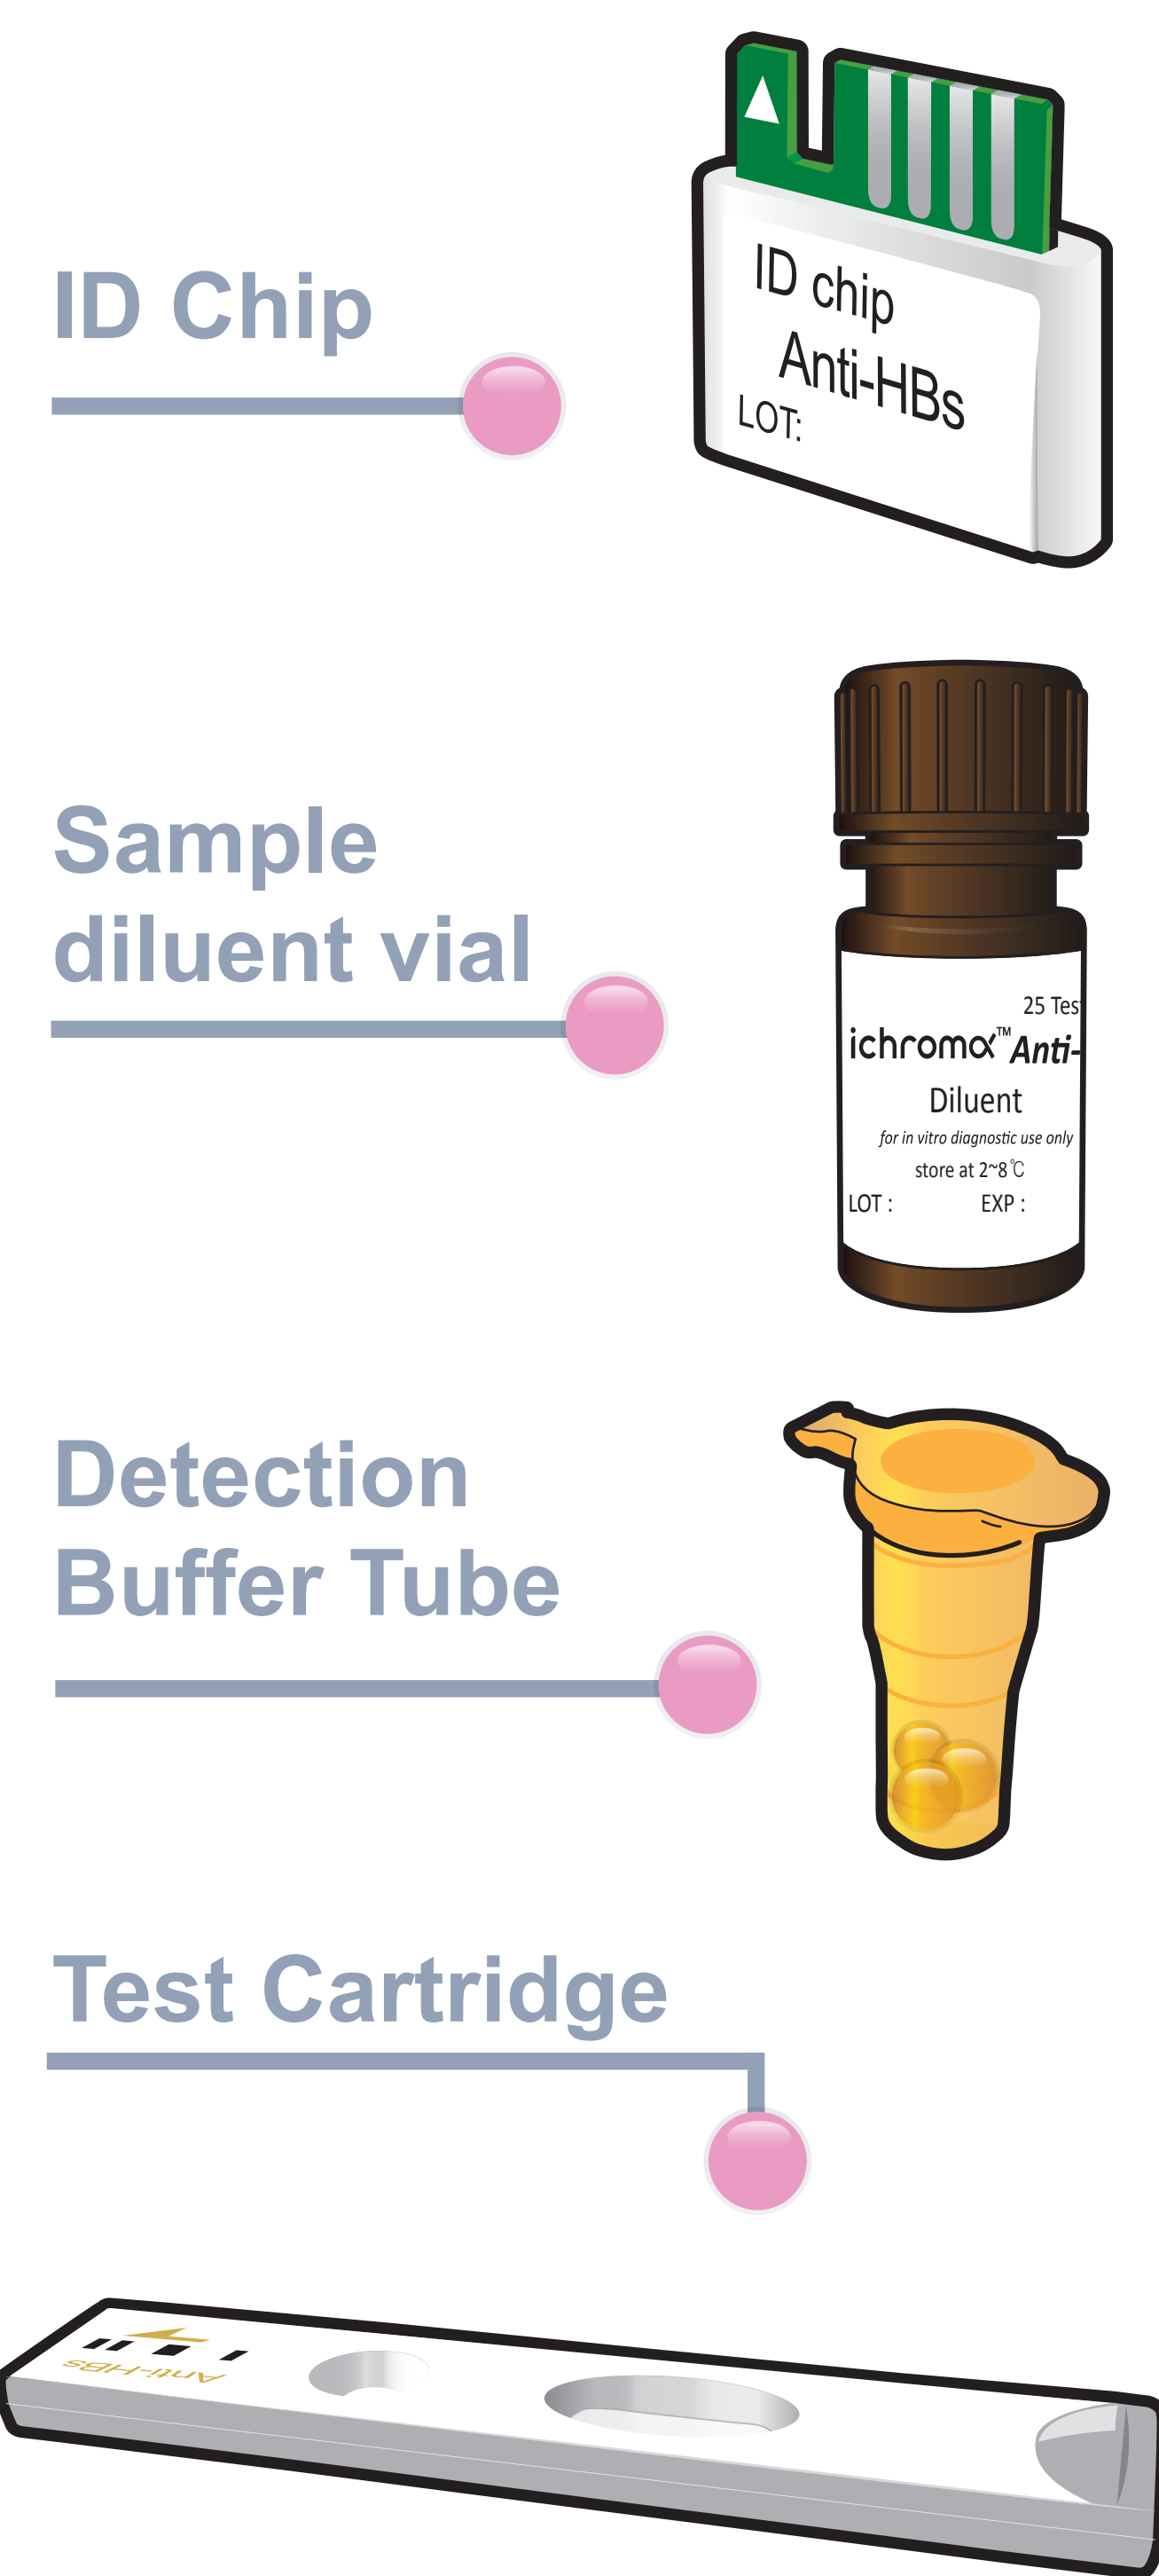 ID Chip
ID chip
Anti-HBs
LOT:
Sample
diluent vial
25 Tes
ichroma™ Anti-
Diluent
for in vitro diagnostic use only
store at 2~8℃
LOT : EXP :
Detection
Buffer Tube
Test Cartridge
Anti-HBs